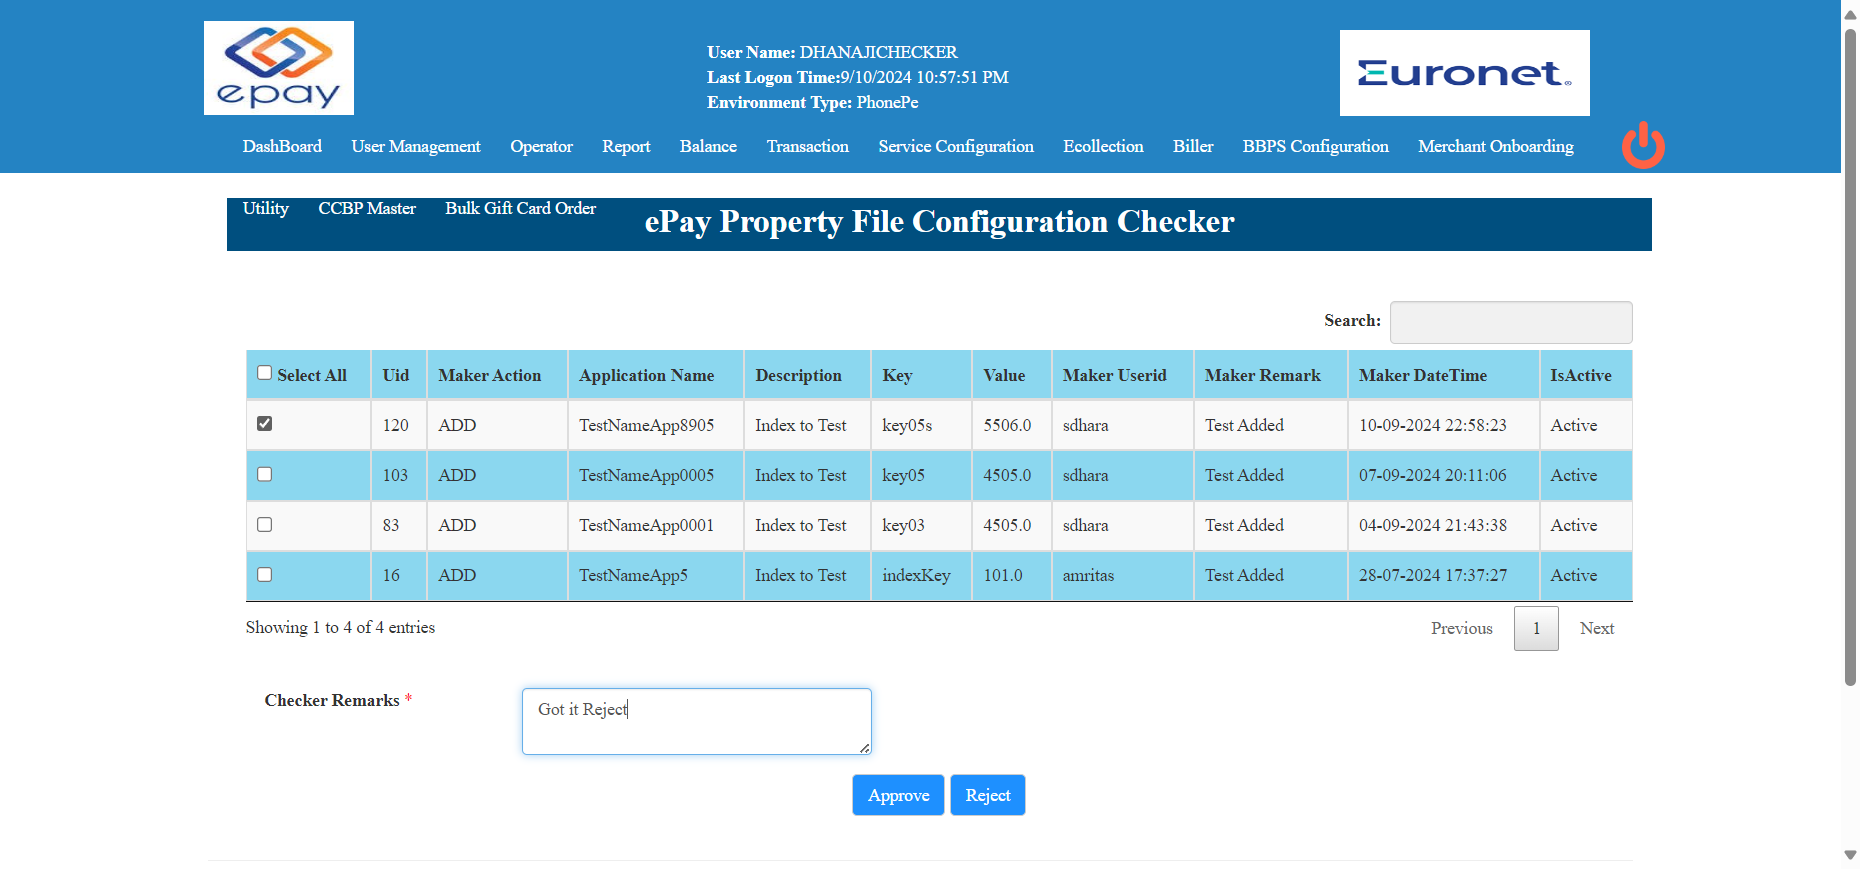 epay
User Name: DHANAJICHECKER
Last Logon Time:9/10/2024 10:57:51 PM
Environment Type: PhonePe
Euronet
DashBoard User Management Operator Report Balance Transaction Service Configuration Ecollection Biller BBPS Configuration Merchant Onboarding
Utility CCBP Master Bulk Gift Card Order
ePay Property File Configuration Checker
Search:
Select All Uid Maker Action Application Name Description Key Value Maker Userid Maker Remark Maker DateTime IsActive
120 ADD TestNameApp8905 Index to Test key05s 5506.0 sdhara Test Added 10-09-2024 22:58:23 Active
103 ADD TestNameApp0005 Index to Test key05 4505.0 sdhara Test Added 07-09-2024 20:11:06 Active
83 ADD TestNameApp0001 Index to Test key03 4505.0 sdhara Test Added 04-09-2024 21:43:38 Active
16 ADD TestNameApp5 Index to Test indexKey 101.0 amritas Test Added 28-07-2024 17:37:27 Active
Showing 1 to 4 of 4 entries
Previous 1 Next
Checker Remarks *
Got it Reject
Approve Reject